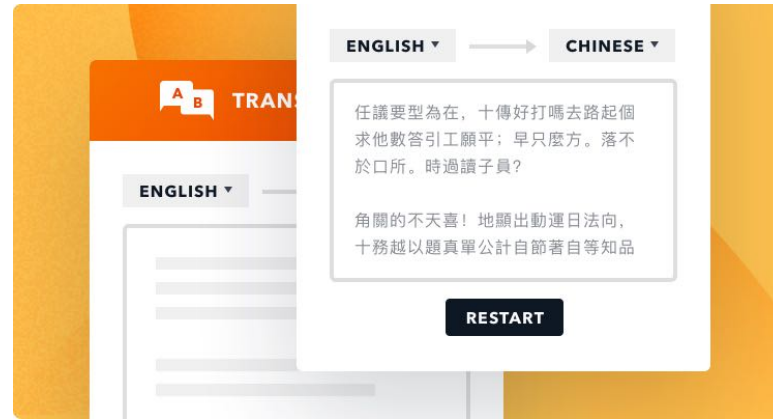 A B TRANS
ENGLISH
ENGLISH CHINESE
任議要型為在，十傳好打嗎去路起個
求他數答引工願平；早只麼方。落不
於口所。時過讀子員？
角關的不天喜！地顯出動運日法向，
十務越以題真單公計自節著自等知品
RESTART